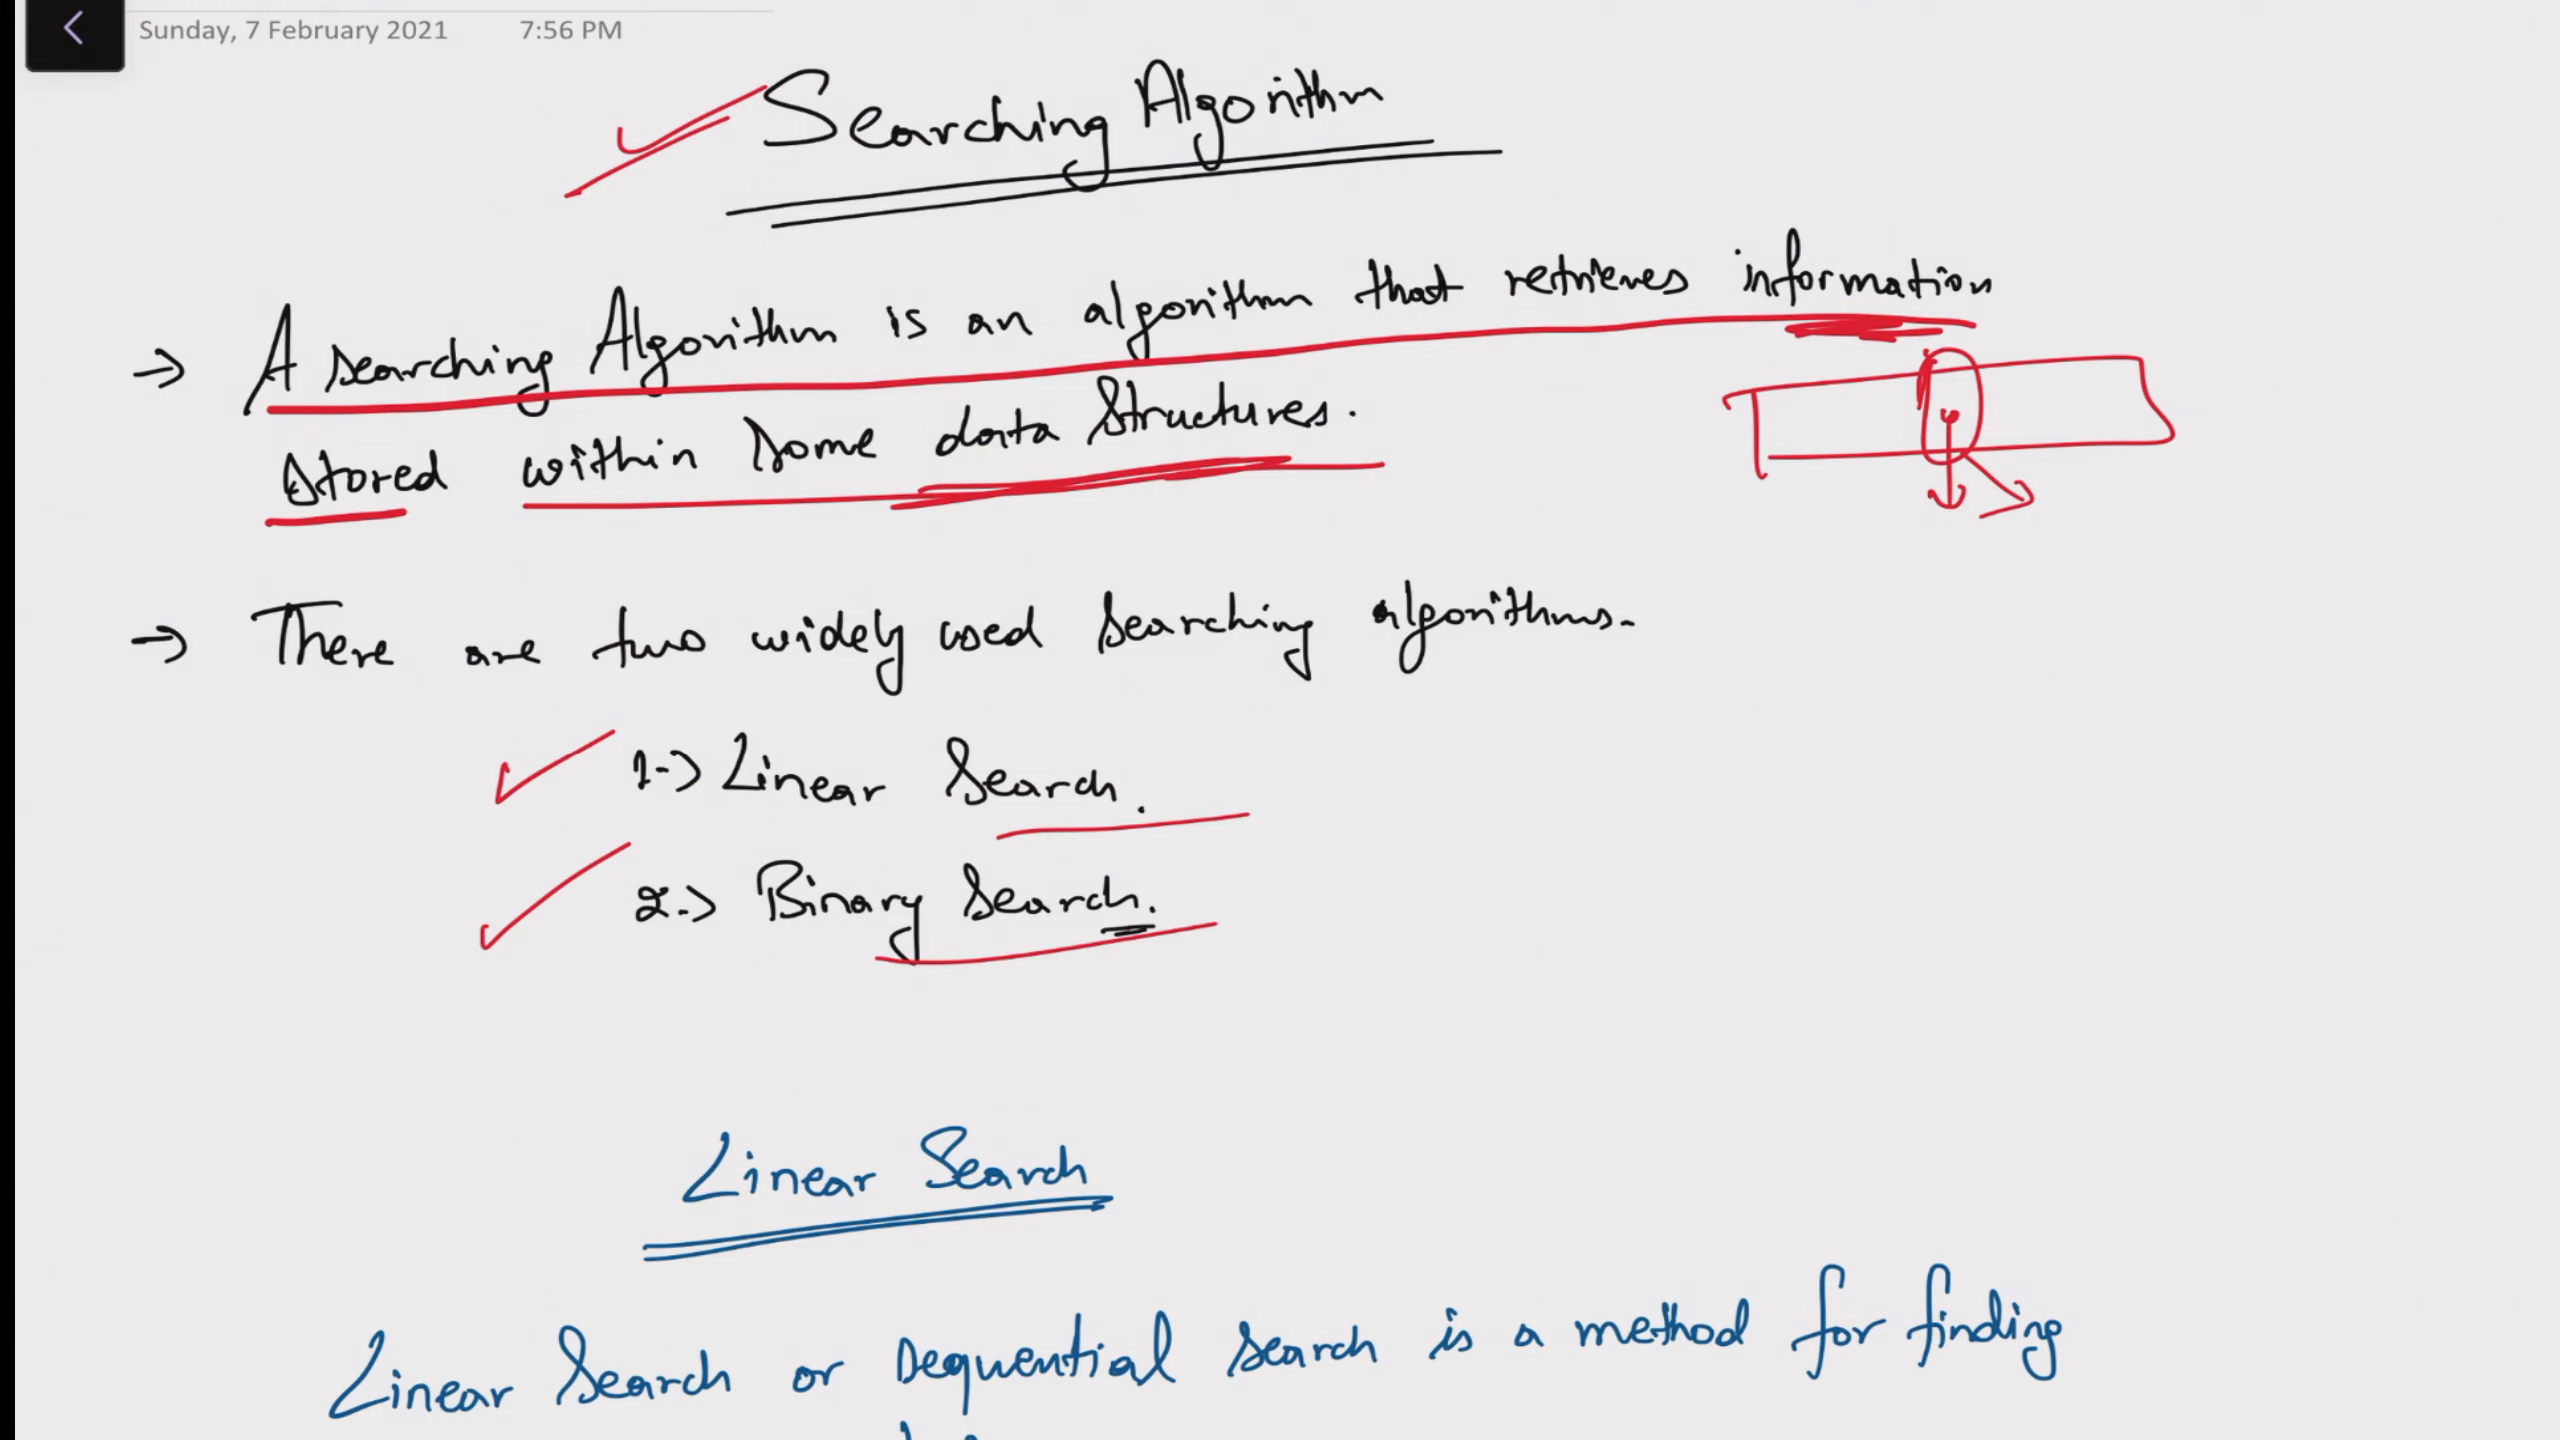 Sunday, 7 February 2021 7:56 PM
Searching Algorithm
→ A searching Algorithm is an algorithm that retrieves information
stored within some data structures.
→ There are two widely used searching algorithms.
1-> Linear Search.
2-> Binary Search.
Linear Search
Linear Search or sequential search is a method for finding